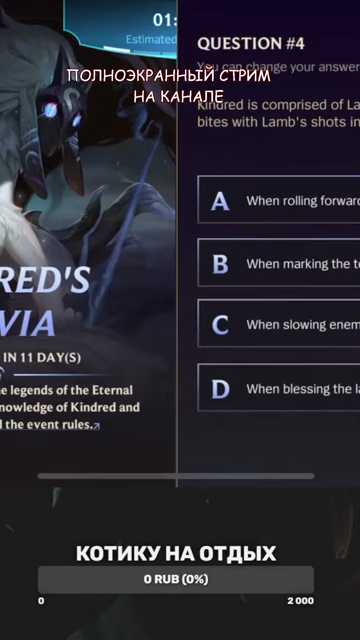 01:
Estimated
ПОЛНОЭКРАННЫЙ СТРИМ
НА КАНАЛЕ
RED'S
VIA
IN 11 DAY(S)
e legends of the Eternal
nowledge of Kindred and
d the event rules.
QUESTION #4
You can change your answer
Kindred is comprised of La
bites with Lamb's shots in
A When rolling forward
B When marking the t
C When slowing enem
D When blessing the la
КОТИКУ НА ОТДЫХ
0 RUB (0%)
0 2 000